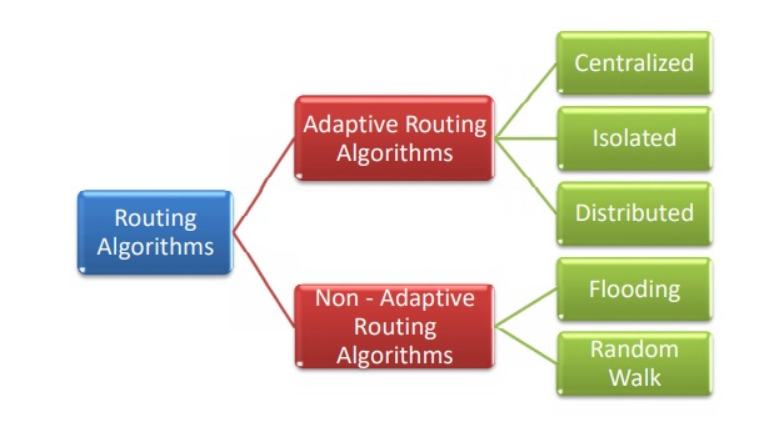 Routing
Algorithms
Adaptive Routing
Algorithms
Centralized
Isolated
Distributed
Non - Adaptive
Routing
Algorithms
Flooding
Random
Walk